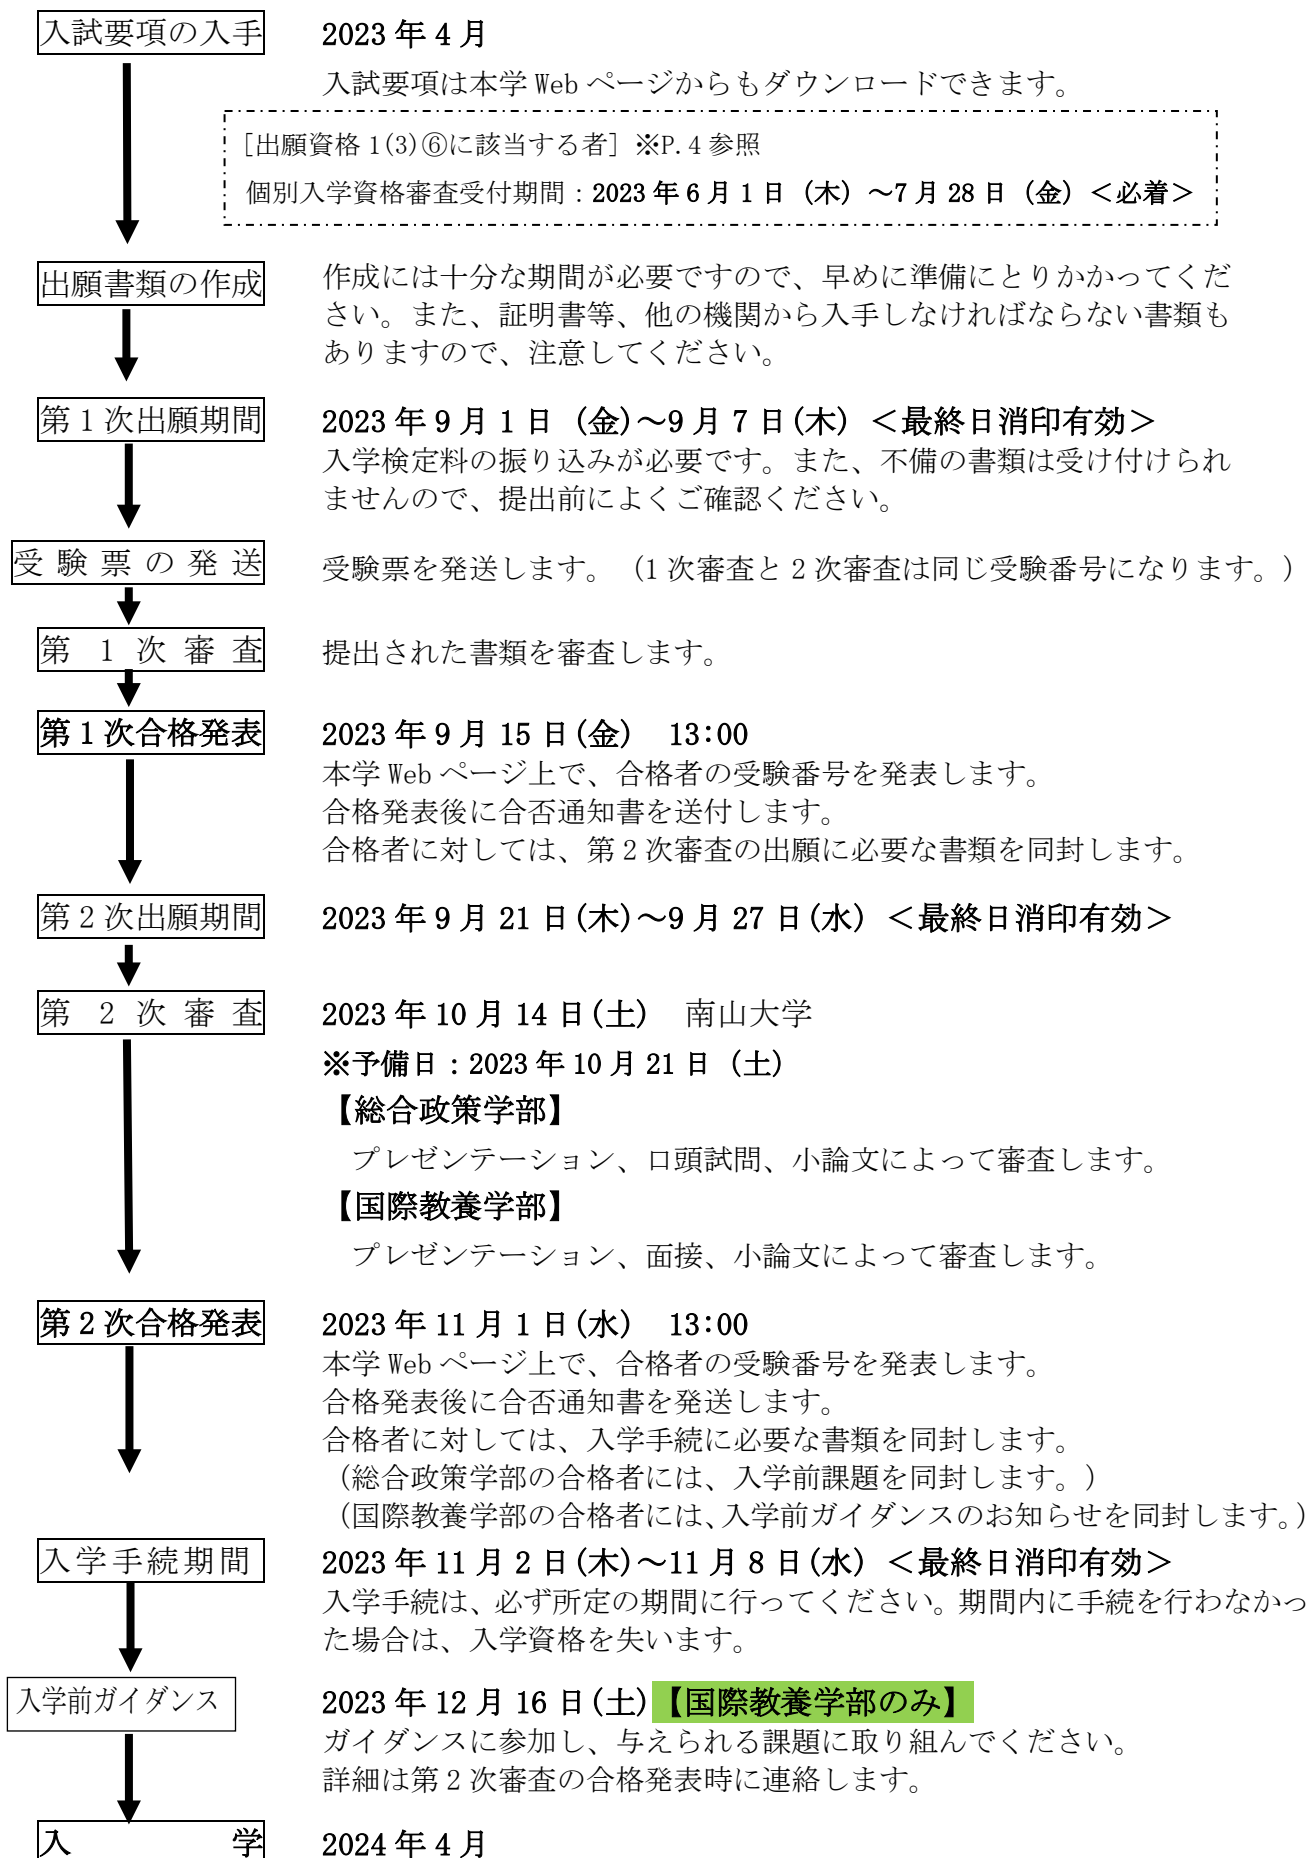 入試要項の入手 2023年4月
入試要項は本学Webページからもダウンロードできます。
[出願資格1(3)⑥に該当する者] ※P.4参照
個別入学資格審査受付期間：2023年6月1日（木）～7月28日（金）＜必着＞
出願書類の作成 作成には十分な期間が必要ですので、早めに準備にとりかかってくだ
さい。また、証明書等、他の機関から入手しなければならない書類も
ありますので、注意してください。
第1次出願期間 2023年9月1日（金)～9月7日(木）＜最終日消印有効＞
入学検定料の振り込みが必要です。また、不備の書類は受け付けられ
ませんので、提出前によくご確認ください。
受験票の発送 受験票を発送します。（1次審査と2次審査は同じ受験番号になります。）
第1次審査 提出された書類を審査します。
第1次合格発表 2023年9月15日(金） 13:00
本学Webページ上で、合格者の受験番号を発表します。
合格発表後に合否通知書を送付します。
合格者に対しては、第2次審査の出願に必要な書類を同封します。
第2次出願期間 2023年9月21日(木)～9月27日(水）＜最終日消印有効＞
第2次審査 2023年10月14日(土） 南山大学
※予備日：2023年10月21日（土）
【総合政策学部】
プレゼンテーション、口頭試問、小論文によって審査します。
【国際教養学部】
プレゼンテーション、面接、小論文によって審査します。
第2次合格発表 2023年11月1日(水） 13:00
本学Webページ上で、合格者の受験番号を発表します。
合格発表後に合否通知書を発送します。
合格者に対しては、入学手続に必要な書類を同封します。
（総合政策学部の合格者には、入学前課題を同封します。）
（国際教養学部の合格者には、入学前ガイダンスのお知らせを同封します。）
入学手続期間 2023年11月2日(木)～11月8日(水）＜最終日消印有効＞
入学手続は、必ず所定の期間に行ってください。期間内に手続を行わなかっ
た場合は、入学資格を失います。
入学前ガイダンス 2023年12月16日(土)【国際教養学部のみ】
ガイダンスに参加し、与えられる課題に取り組んでください。
詳細は第2次審査の合格発表時に連絡します。
入学 2024年4月